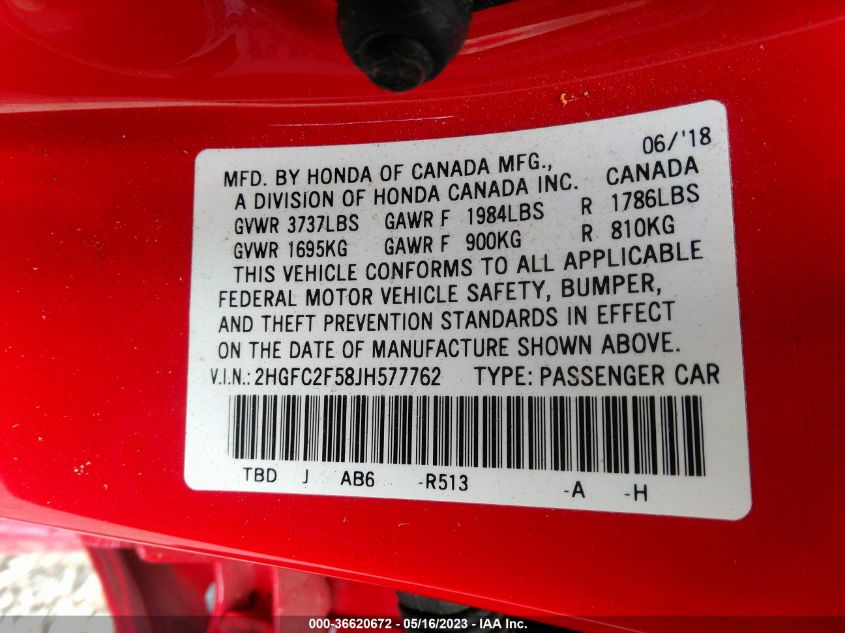 06/'18
MFD. BY HONDA OF CANADA MFG., CANADA
A DIVISION OF HONDA CANADA INC.
GVWR 3737LBS GAWR F 1984LBS R 1786LBS
GVWR 1695KG GAWR F 900KG R 810KG
THIS VEHICLE CONFORMS TO ALL APPLICABLE
FEDERAL MOTOR VEHICLE SAFETY, BUMPER,
AND THEFT PREVENTION STANDARDS IN EFFECT
ON THE DATE OF MANUFACTURE SHOWN ABOVE.
V.I.N.: 2HGFC2F58JH577762 TYPE: PASSENGER CAR
TBD J AB6 -R513 -A -H
000-36620672 - 05/16/2023 - IAA Inc.